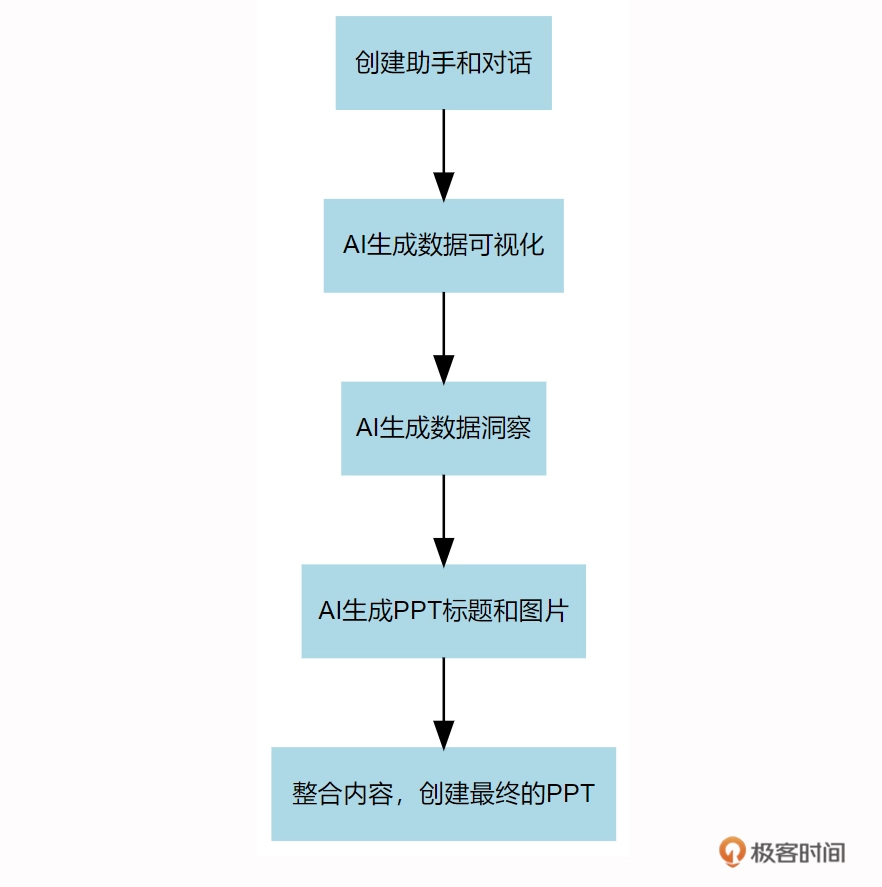 创建助手和对话
AI生成数据可视化
AI生成数据洞察
AI生成PPT标题和图片
整合内容，创建最终的PPT
极客时间